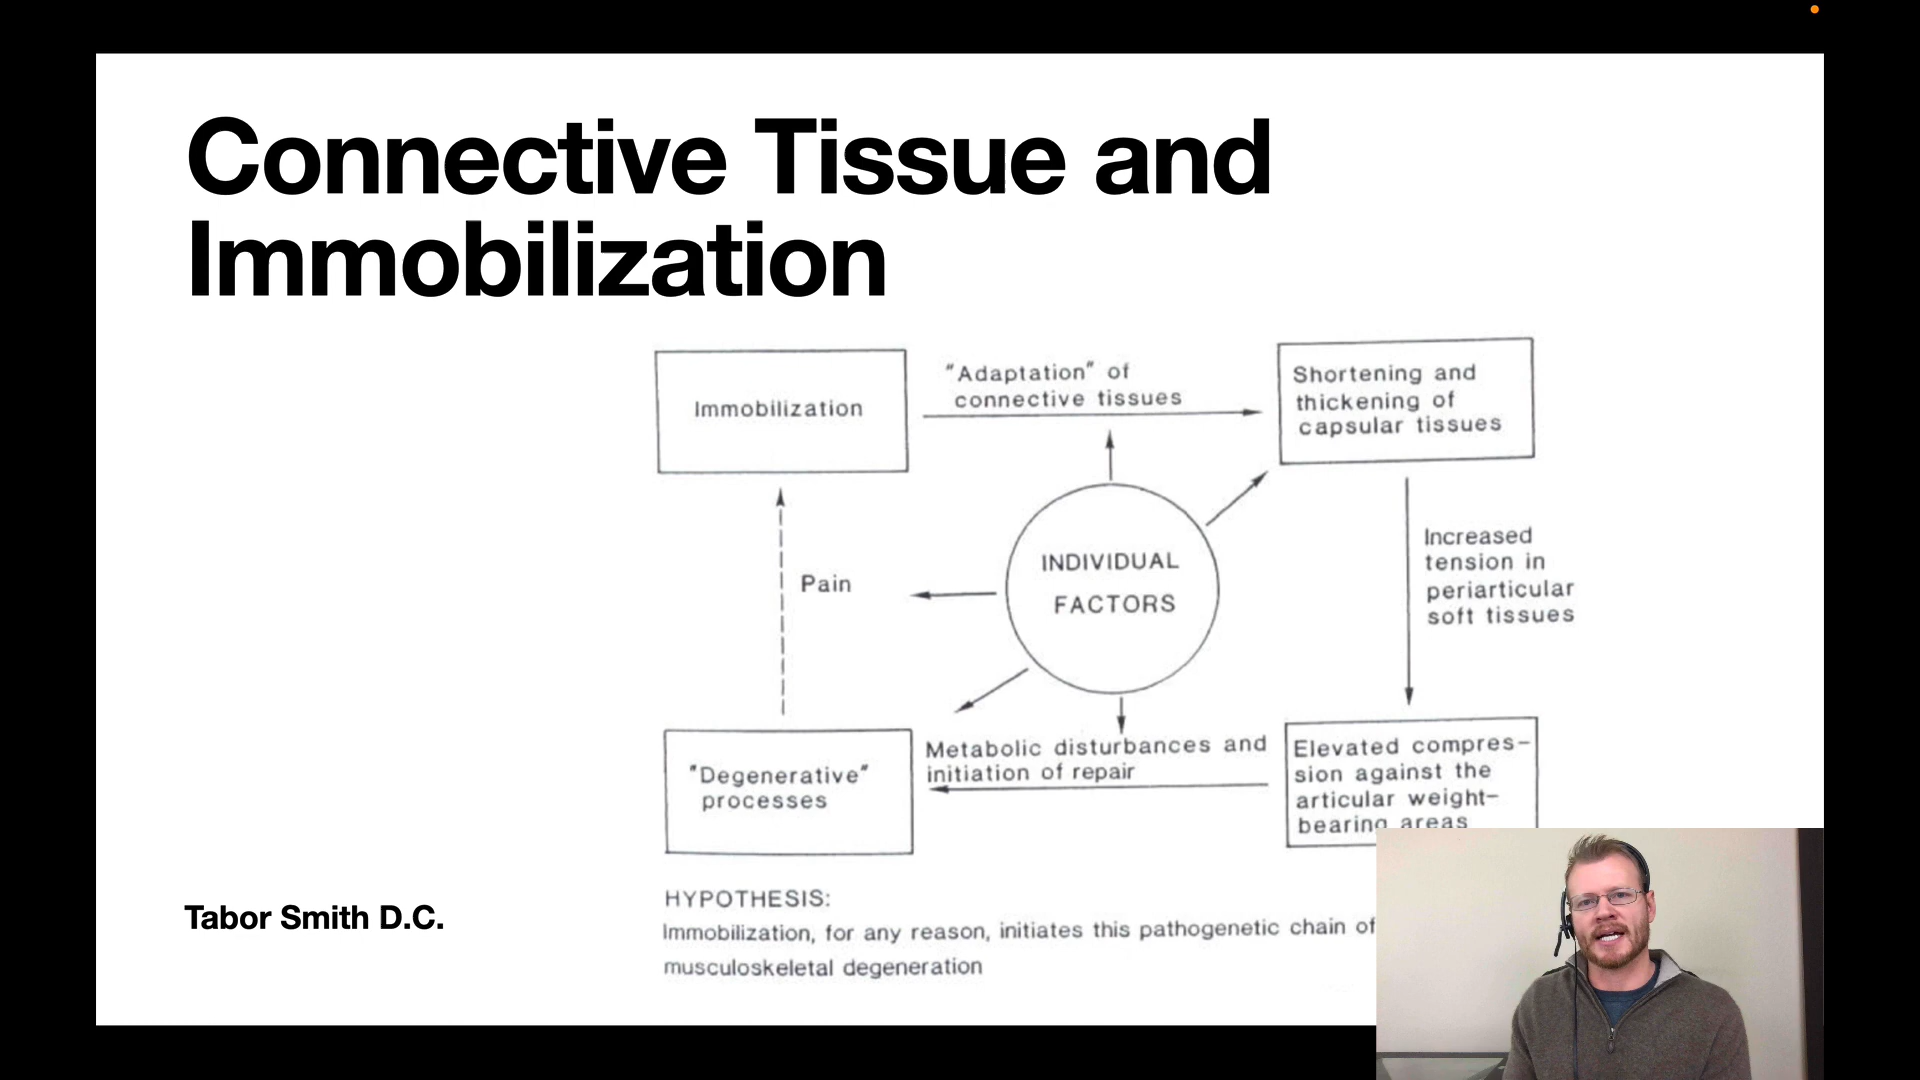 Connective Tissue and
Immobilization
Immobilization
"Adaptation" of
connective tissues
Shortening and
thickening of
capsular tissues
Increased
tension in
periarticular
soft tissues
INDIVIDUAL
FACTORS
Pain
"Degenerative"
processes
Metabolic disturbances and
initiation of repair
Elevated compres-
sion against the
articular weight-
bearing areas
HYPOTHESIS:
Immobilization, for any reason, initiates this pathogenetic chain of
musculoskeletal degeneration
Tabor Smith D.C.